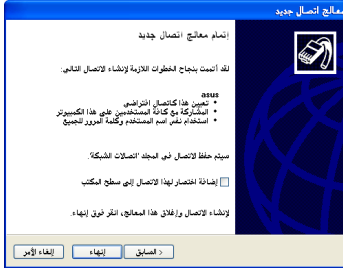 معالج اتصال جديد
إتمام معالج اتصال جديد
لقد أتممت بنجاح الخطوات اللازمة لإنشاء الاتصال التالي:
asus
• تعيين هذا كاتصال افتراضي
• المشاركة مع كافة المستخدمين على هذا الكمبيوتر
• استخدام نفس اسم المستخدم وكلمة المرور للجميع
سيتم حفظ الاتصال في المجلد 'اتصالات الشبكة'.
إضافة اختصار لهذا الاتصال إلى سطح المكتب
لإنشاء الاتصال وإغلاق هذا المعالج، انقر فوق إنهاء.
< السابق
إنهاء
إلغاء الأمر